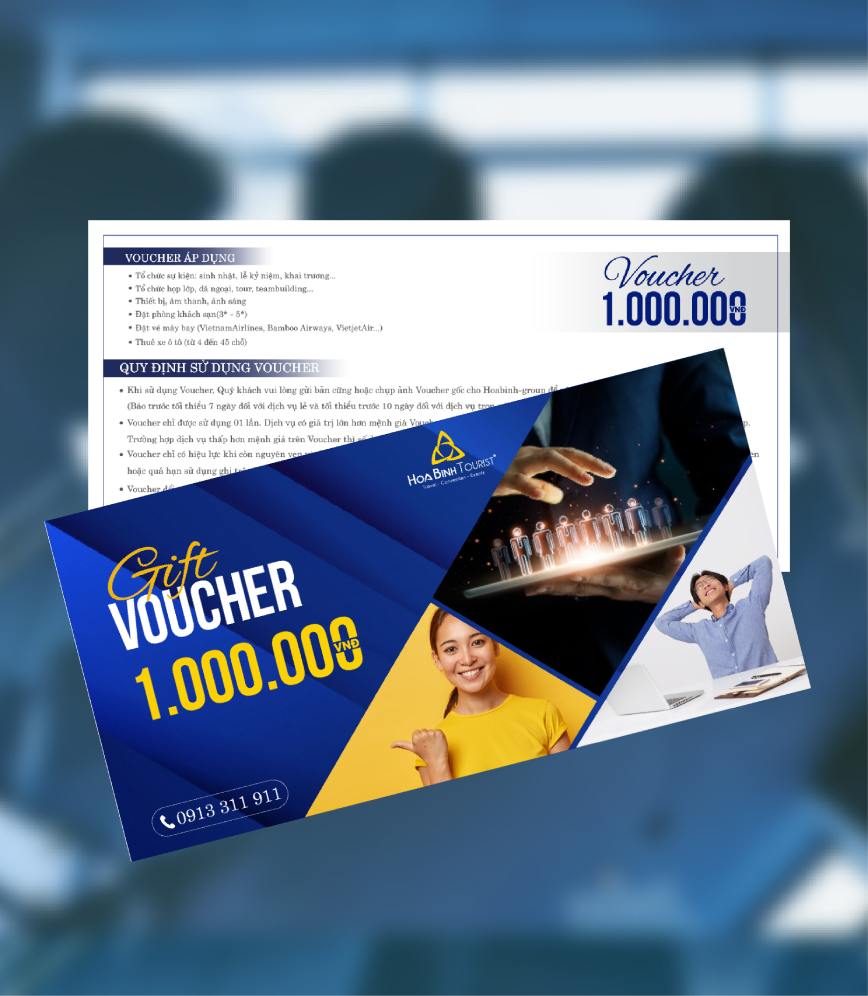 VOUCHER ÁP DỤNG
• Tổ chức sự kiện: sinh nhật, lễ kỷ niệm, khai trương...
• Tổ chức họp lớp, dã ngoại, tour, teambuilding...
• Thiết bị, âm thanh, ánh sáng
• Đặt phòng khách sạn(3* - 5*)
• Đặt vé máy bay (VietnamAirlines, Bamboo Airways, VietjetAir...)
• Thuê xe ô tô (từ 4 đến 45 chỗ)
Voucher
1.000.000 VNĐ
QUY ĐỊNH SỬ DỤNG VOUCHER
• Khi sử dụng Voucher, Quý khách vui lòng gửi bản cứng hoặc chụp ảnh Voucher gốc cho Hoabinh-group
(Báo trước tối thiểu 7 ngày đối với dịch vụ lẻ và tối thiểu trước 10 ngày đối với dịch vụ
• Voucher chỉ được sử dụng 01 lần. Dịch vụ có giá trị lớn hơn mệnh giá
Trường hợp dịch vụ thấp hơn mệnh giá trên Voucher thì
• Voucher chỉ có hiệu lực khi còn nguyên
hoặc quá hạn sử dụng ghi
• Voucher
HOA BINH TOURIST®
Travel - Convention - Events
Gift
VOUCHER
1.000.000 VNĐ
0913 311 911